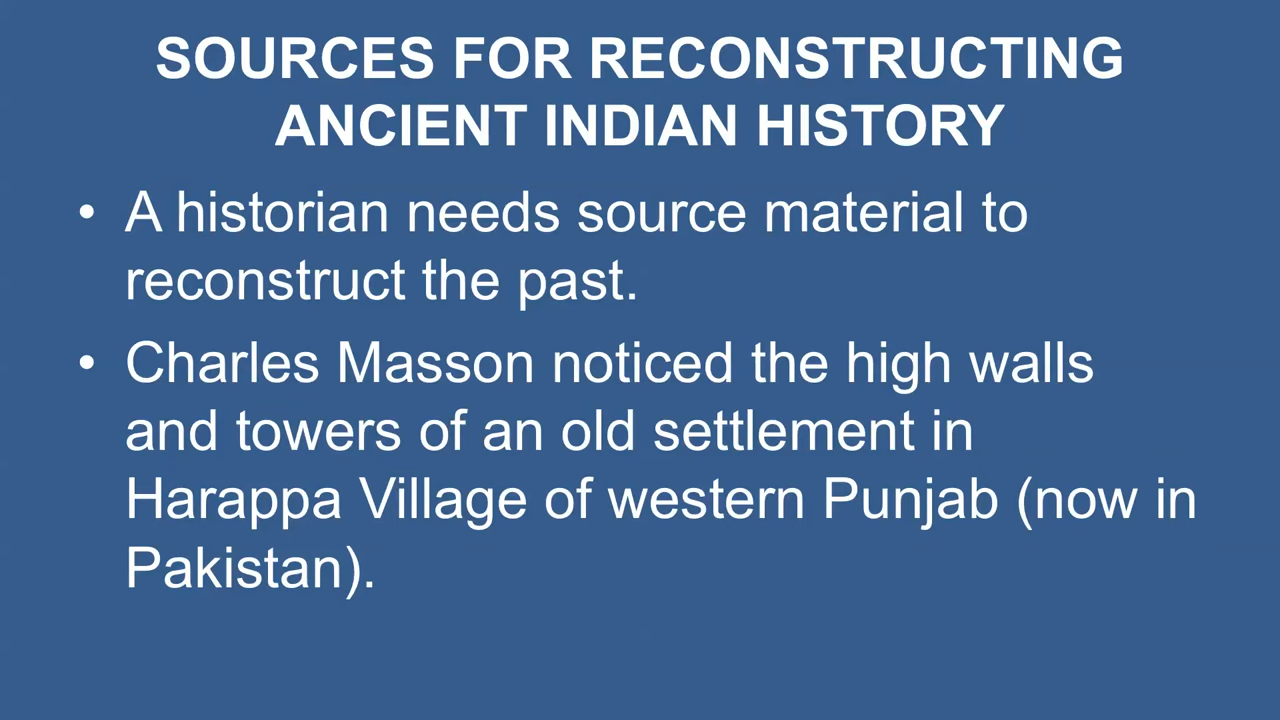 SOURCES FOR RECONSTRUCTING
ANCIENT INDIAN HISTORY
• A historian needs source material to
reconstruct the past.
• Charles Masson noticed the high walls
and towers of an old settlement in
Harappa Village of western Punjab (now in
Pakistan).